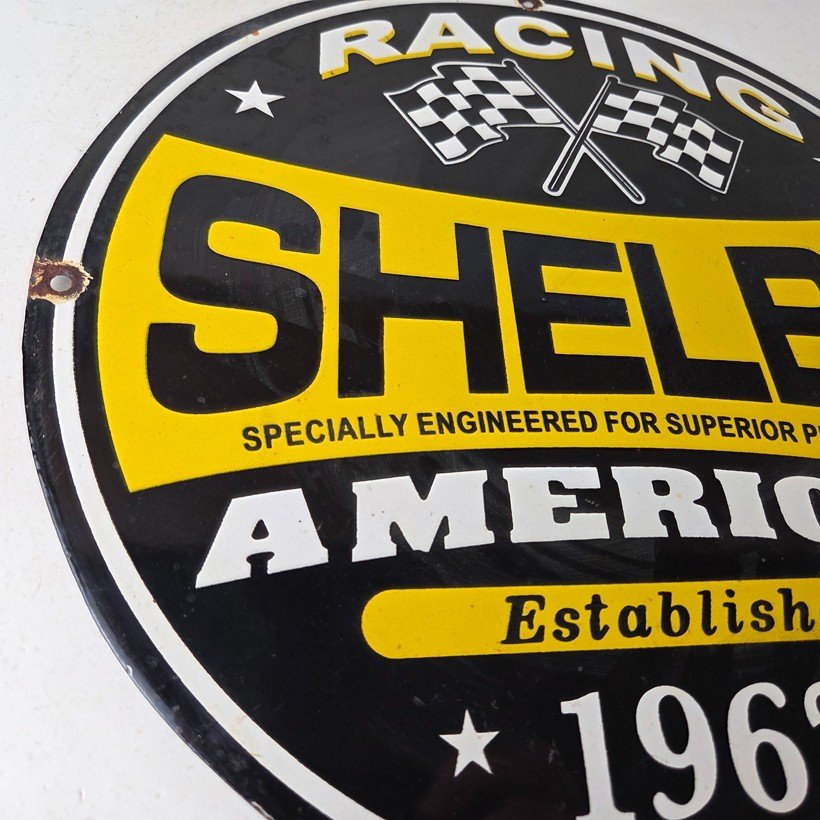 RACING
SHELB
SPECIALLY ENGINEERED FOR SUPERIOR P
AMERIC
Establish
196